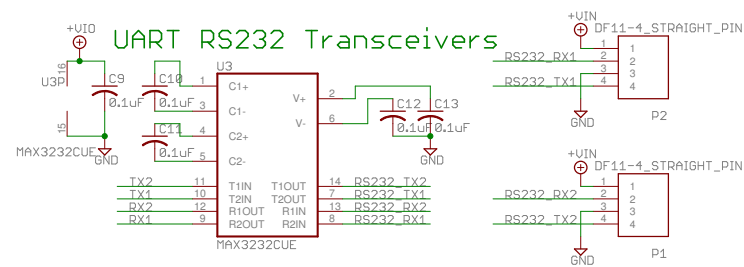 UART RS232 Transceivers
+VIO
U3P
16
15
C9
0.1uF
MAX3232CUE
GND
C10
0.1uF
C11
0.1uF
U3
1 C1+
3 C1-
4 C2+
5 C2-
V+ 2
V- 6
C12
0.1uF
C13
0.1uF
GND
TX2 11 T1IN T1OUT 14 RS232_TX2
TX1 10 T2IN T2OUT 7 RS232_TX1
RX2 12 R1OUT R1IN 13 RS232_RX2
RX1 9 R2OUT R2IN 8 RS232_RX1
MAX3232CUE
+VIN
DF11-4_STRAIGHT_PIN
1 1
RS232_RX1 2 2
3 3
RS232_TX1 4 4
GND
P2
+VIN
DF11-4_STRAIGHT_PIN
1 1
RS232_RX2 2 2
3 3
RS232_TX2 4 4
GND
P1